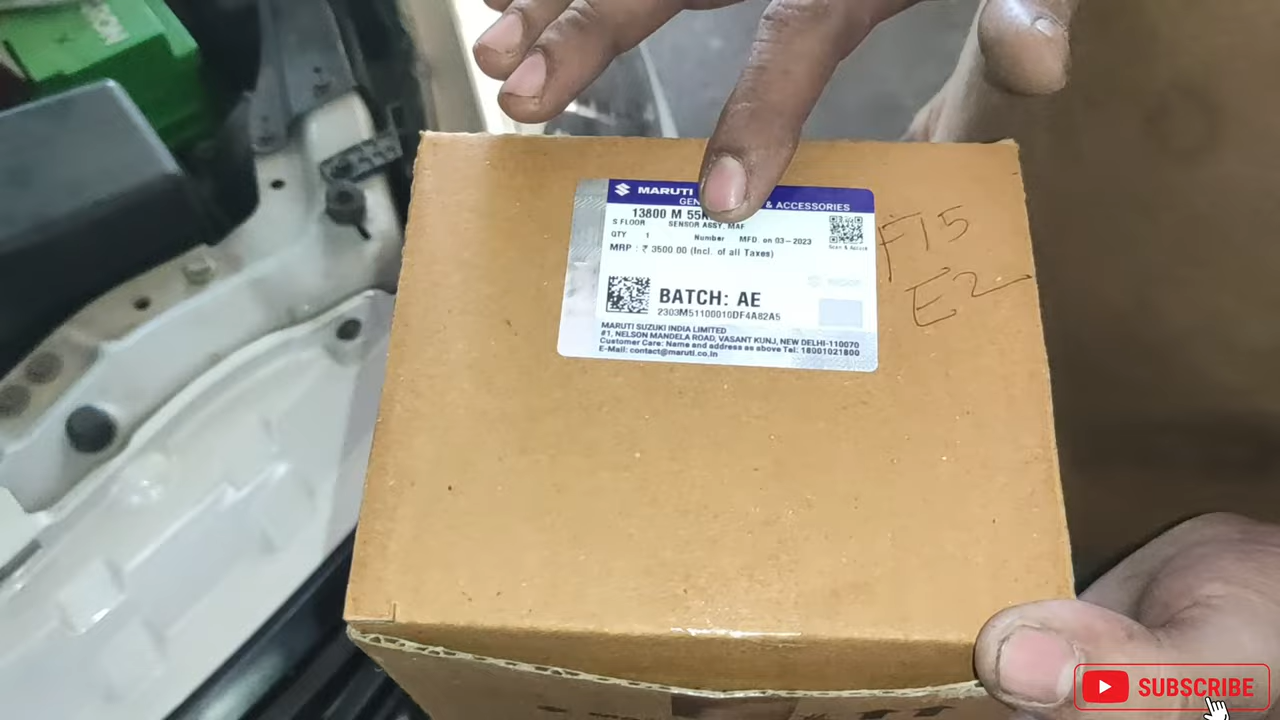 MARUTI
GEN & ACCESSORIES
13800 M 55
S FLOOR SENSOR ASSY, MAF
QTY 1 Number MFD. on 03-2023
MRP : ₹ 3500.00 (Incl. of all Taxes)
Scan & Authen
BATCH: AE
2303M51100010DF4A82A5
MARUTI SUZUKI INDIA LIMITED
#1, NELSON MANDELA ROAD, VASANT KUNJ, NEW DELHI-110070
Customer Care: Name and address as above Tel: 18001021800
E-Mail: contact@maruti.co.in
F15
E2
SUBSCRIBE